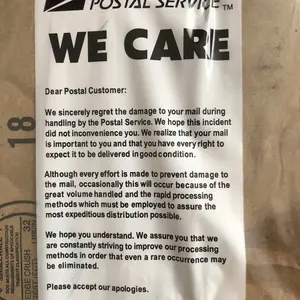 POSTAL SERVICE TM
WE CARE
Dear Postal Customer:
We sincerely regret the damage to your mail during
handling by the Postal Service. We hope this incident
did not inconvenience you. We realize that your mail
is important to you and that you have every right to
expect it to be delivered in good condition.
Although every effort is made to prevent damage to
the mail, occasionally this will occur because of the
great volume handled and the rapid processing
methods which must be employed to assure the
most expeditious distribution possible.
We hope you understand. We assure you that we
are constantly striving to improve our processing
methods in order that even a rare occurrence may
be eliminated.
Please accept our apologies.
18
EDGE CRUSH
32